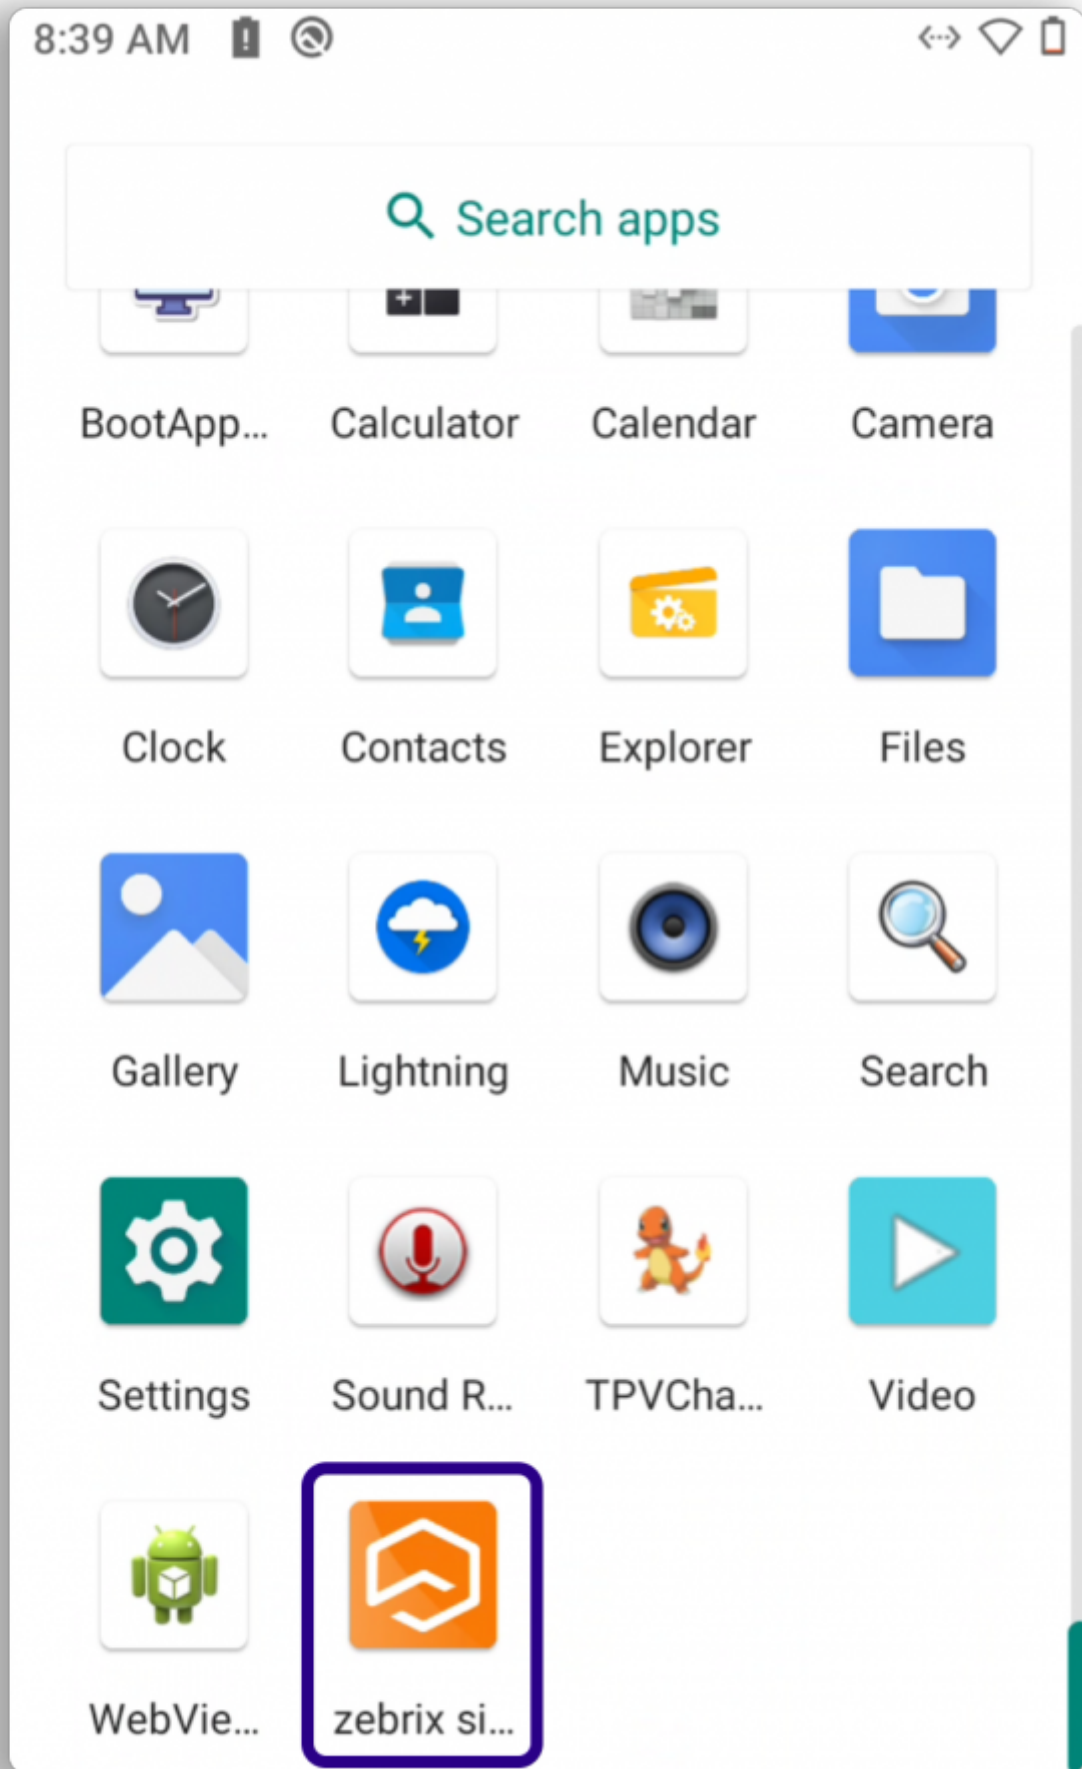 8:39 AM
Search apps
BootApp... Calculator Calendar Camera
Clock Contacts Explorer Files
Gallery Lightning Music Search
Settings Sound R... TPVCha... Video
WebVie... zebrix si...